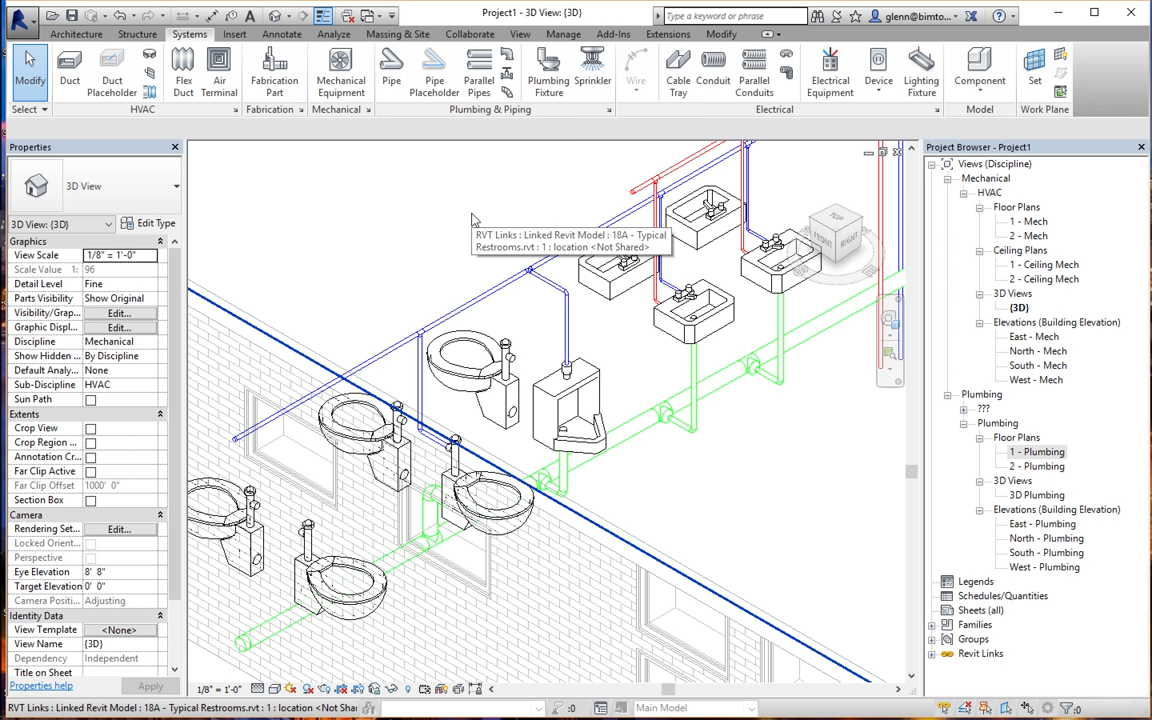 Project1 - 3D View: {3D}
Type a keyword or phrase
glenn@bimto...
Architecture Structure Systems Insert Annotate Analyze Massing & Site Collaborate View Manage Add-Ins Extensions Modify
Modify
Duct
Duct Placeholder
Flex Duct
Air Terminal
Fabrication Part
Mechanical Equipment
Pipe
Pipe Placeholder
Parallel Pipes
Plumbing Fixture
Sprinkler
Wire
Cable Tray
Conduit
Parallel Conduits
Electrical Equipment
Device
Lighting Fixture
Component
Set
Select HVAC Fabrication Mechanical Plumbing & Piping Electrical Model Work Plane
Properties
3D View
3D View: {3D} Edit Type
Graphics
View Scale 1/8" = 1'-0"
Scale Value 1: 96
Detail Level Fine
Parts Visibility Show Original
Visibility/Grap... Edit...
Graphic Displ... Edit...
Discipline Mechanical
Show Hidden ... By Discipline
Default Analy... None
Sub-Discipline HVAC
Sun Path
Extents
Crop View
Crop Region ...
Annotation Cr...
Far Clip Active
Far Clip Offset 1000' 0"
Section Box
Camera
Rendering Set... Edit...
Locked Orient...
Perspective
Eye Elevation 8' 8"
Target Elevation 0' 0"
Camera Positi... Adjusting
Identity Data
View Template <None>
View Name {3D}
Dependency Independent
Title on Sheet
Properties help Apply
RVT Links : Linked Revit Model : 18A - Typical
Restrooms.rvt : 1 : location <Not Shared>
TOP
FRONT
RIGHT
Project Browser - Project1
Views (Discipline)
Mechanical
HVAC
Floor Plans
1 - Mech
2 - Mech
Ceiling Plans
1 - Ceiling Mech
2 - Ceiling Mech
3D Views
{3D}
Elevations (Building Elevation)
East - Mech
North - Mech
South - Mech
West - Mech
Plumbing
???
Plumbing
Floor Plans
1 - Plumbing
2 - Plumbing
3D Views
3D Plumbing
Elevations (Building Elevation)
East - Plumbing
North - Plumbing
South - Plumbing
West - Plumbing
Legends
Schedules/Quantities
Sheets (all)
Families
Groups
Revit Links
1/8" = 1'-0"
RVT Links : Linked Revit Model : 18A - Typical Restrooms.rvt : 1 : location <Not Shar
:0
Main Model
:0